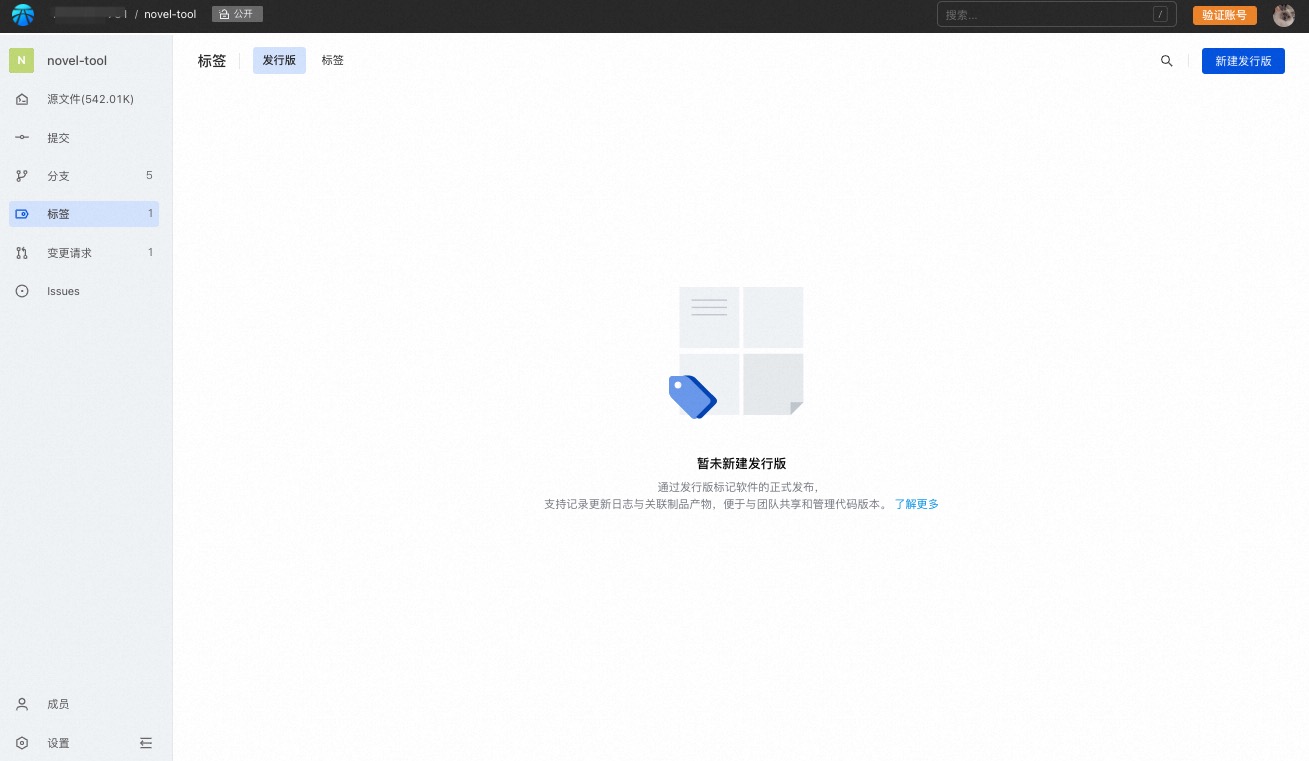 / novel-tool 公开
搜索... /
验证账号
N novel-tool
源文件(542.01K)
提交
分支 5
标签 1
变更请求 1
Issues
成员
设置
标签 发行版 标签
新建发行版
暂未新建发行版
通过发行版标记软件的正式发布，
支持记录更新日志与关联制品产物，便于与团队共享和管理代码版本。 了解更多